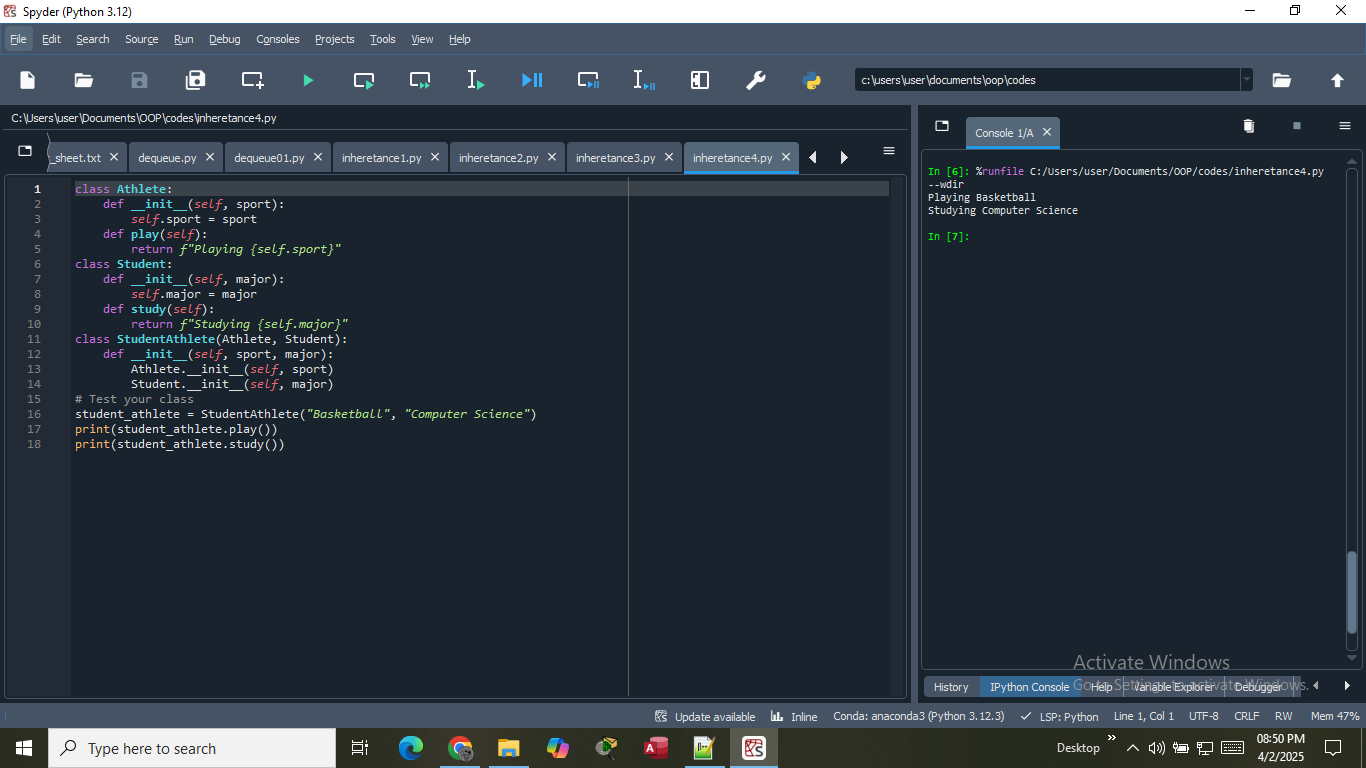 Spyder (Python 3.12)
File Edit Search Source Run Debug Consoles Projects Tools View Help
c:\users\user\documents\oop\codes
C:\Users\user\Documents\OOP\codes\inheretance4.py
_sheet.txt dequeue.py dequeue01.py inheretance1.py inheretance2.py inheretance3.py inheretance4.py
1 class Athlete:
2     def __init__(self, sport):
3         self.sport = sport
4     def play(self):
5         return f"Playing {self.sport}"
6 class Student:
7     def __init__(self, major):
8         self.major = major
9     def study(self):
10         return f"Studying {self.major}"
11 class StudentAthlete(Athlete, Student):
12     def __init__(self, sport, major):
13         Athlete.__init__(self, sport)
14         Student.__init__(self, major)
15 # Test your class
16 student_athlete = StudentAthlete("Basketball", "Computer Science")
17 print(student_athlete.play())
18 print(student_athlete.study())
Console 1/A
In [6]: %runfile C:/Users/user/Documents/OOP/codes/inheretance4.py
--wdir
Playing Basketball
Studying Computer Science
In [7]:
Activate Windows
Go to Settings to activate Windows.
History IPython Console Help Variable Explorer Debugger
Update available Inline Conda: anaconda3 (Python 3.12.3) LSP: Python Line 1, Col 1 UTF-8 CRLF RW Mem 47%
Type here to search
Desktop
08:50 PM
4/2/2025